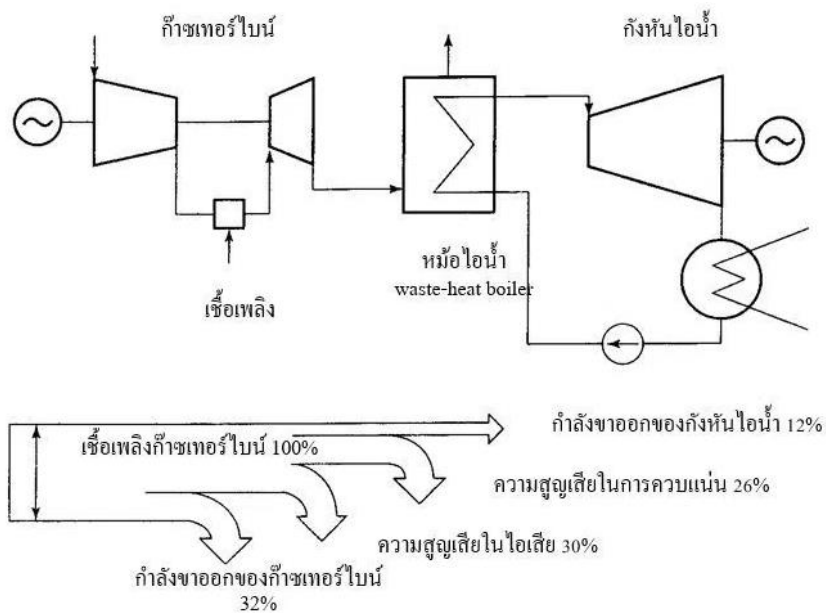 ก๊าซเทอร์ไบน์
กังหันไอน้ำ
หม้อไอน้ำ
waste-heat boiler
เชื้อเพลิง
กำลังขาออกของกังหันไอน้ำ 12%
เชื้อเพลิงก๊าซเทอร์ไบน์ 100%
ความสูญเสียในการควบแน่น 26%
ความสูญเสียในไอเสีย 30%
กำลังขาออกของก๊าซเทอร์ไบน์
32%